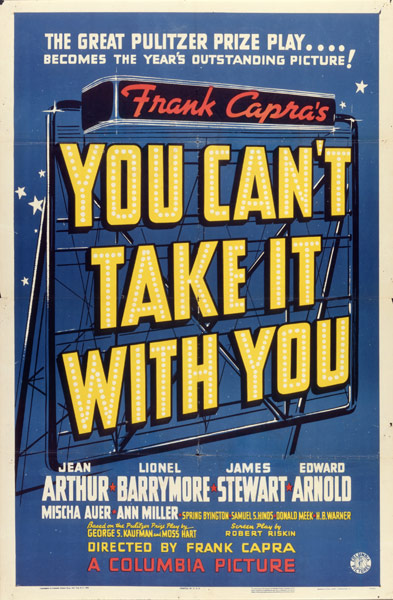 THE GREAT PULITZER PRIZE PLAY....
BECOMES THE YEAR'S OUTSTANDING PICTURE!
Frank Capra's
YOU CAN'T
TAKE IT
WITH YOU
JEAN ARTHUR * LIONEL BARRYMORE * JAMES STEWART * EDWARD ARNOLD
MISCHA AUER • ANN MILLER • SPRING BYINGTON SAMUEL S. HINDS • DONALD MEEK • H.B. WARNER
Based on the Pulitzer Prize Play by GEORGE S. KAUFMAN and MOSS HART
Screen Play by ROBERT RISKIN
DIRECTED BY FRANK CAPRA
A COLUMBIA PICTURE